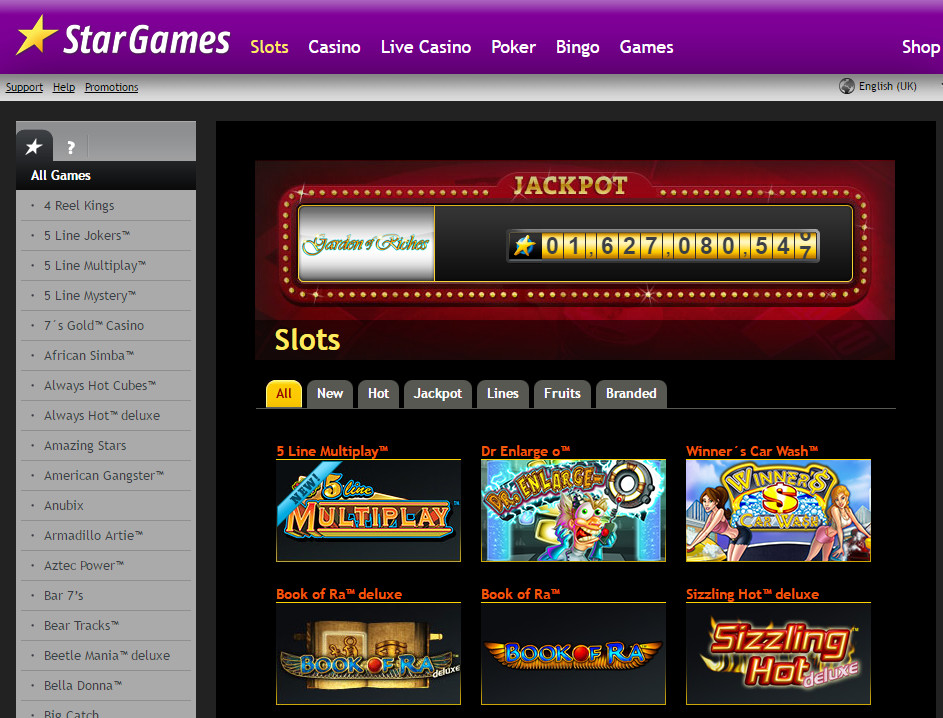 StarGames
Slots Casino Live Casino Poker Bingo Games Shop
Support Help Promotions English (UK)
?
All Games
4 Reel Kings
5 Line Jokers™
5 Line Multiplay™
5 Line Mystery™
7´s Gold™ Casino
African Simba™
Always Hot Cubes™
Always Hot™ deluxe
Amazing Stars
American Gangster™
Anubix
Armadillo Artie™
Aztec Power™
Bar 7's
Bear Tracks™
Beetle Mania™ deluxe
Bella Donna™
Big Catch
JACKPOT
Garden of Riches
01,627,080,547
Slots
All New Hot Jackpot Lines Fruits Branded
5 Line Multiplay™ Dr Enlarge o™ Winner´s Car Wash™
NEW!
5 line
MULTIPLAY™
DR. ENLARGE
WINNER'S
$
CAR WASH
Book of Ra™ deluxe Book of Ra™ Sizzling Hot™ deluxe
BOOK OF RA™
deluxe
BOOK OF RA™
Sizzling™
Hot
deluxe